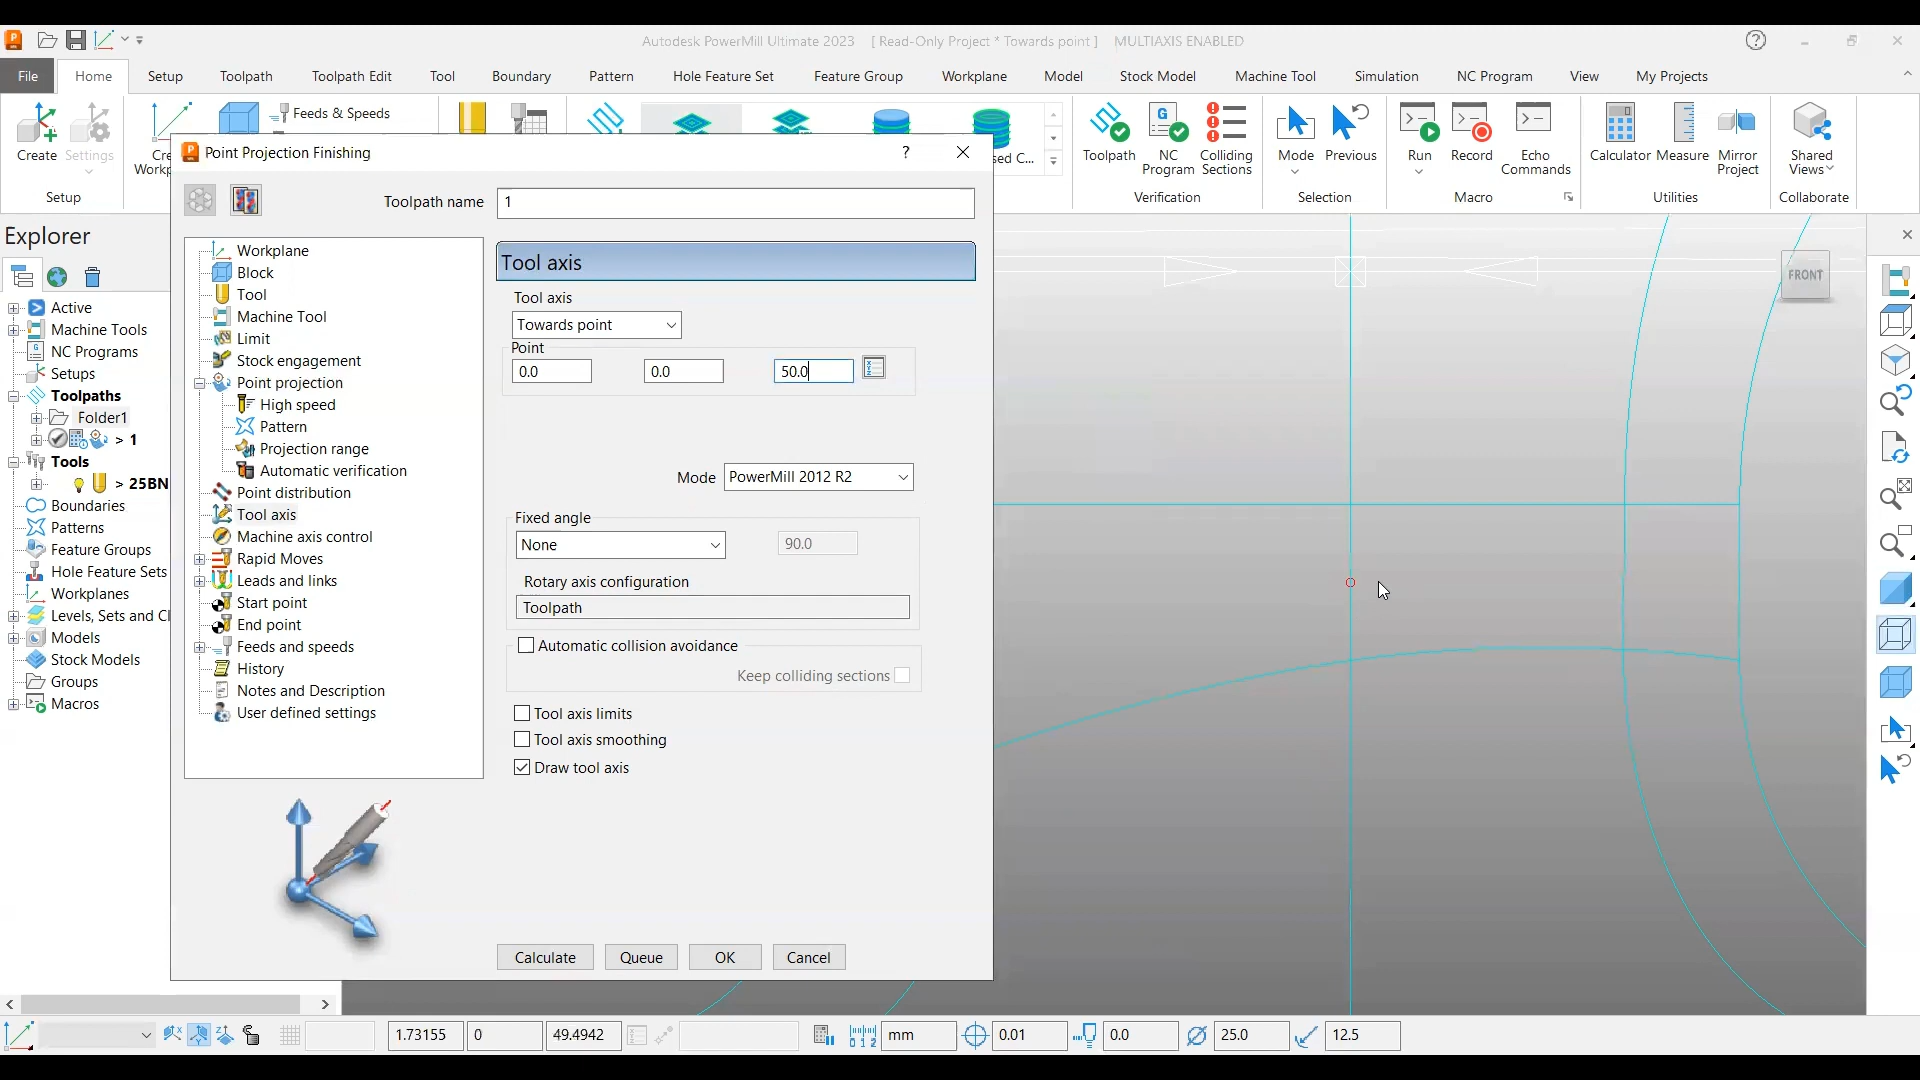 Autodesk PowerMill Ultimate 2023 [ Read-Only Project * Towards point ] MULTIAXIS ENABLED
File Home Setup Toolpath Toolpath Edit Tool Boundary Pattern Hole Feature Set Feature Group Workplane Model Stock Model Machine Tool Simulation NC Program View My Projects
Feeds & Speeds
Create Settings
Setup
sed C...
Toolpath NC Program Colliding Sections
Verification
Mode Previous
Selection
Run Record Echo Commands
Macro
Calculator Measure Mirror Project
Utilities
Shared Views
Collaborate
Point Projection Finishing
?
Toolpath name 1
Explorer
Active
Machine Tools
NC Programs
Setups
Toolpaths
Folder1
> 1
Tools
> 25BN
Boundaries
Patterns
Feature Groups
Hole Feature Sets
Workplanes
Levels, Sets and Cl
Models
Stock Models
Groups
Macros
Workplane
Block
Tool
Machine Tool
Limit
Stock engagement
Point projection
High speed
Pattern
Projection range
Automatic verification
Point distribution
Tool axis
Machine axis control
Rapid Moves
Leads and links
Start point
End point
Feeds and speeds
History
Notes and Description
User defined settings
Tool axis
Tool axis
Towards point
Point
0.0 0.0 50.0
Mode PowerMill 2012 R2
Fixed angle
None 90.0
Rotary axis configuration
Toolpath
Automatic collision avoidance
Keep colliding sections
Tool axis limits
Tool axis smoothing
Draw tool axis
Calculate Queue OK Cancel
FRONT
1.73155 0 49.4942 mm 0.01 0.0 25.0 12.5